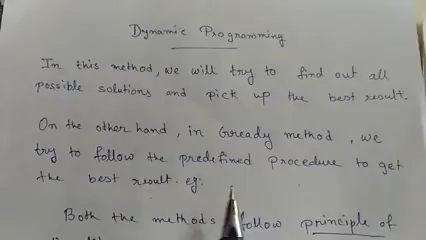 Dynamic Programming
In this method, we will try to find out all
possible solutions and pick up the best result.
On the other hand, in Gready method, we
try to follow the predefined procedure to get
the best result. eg:
Both the methods follow principle of